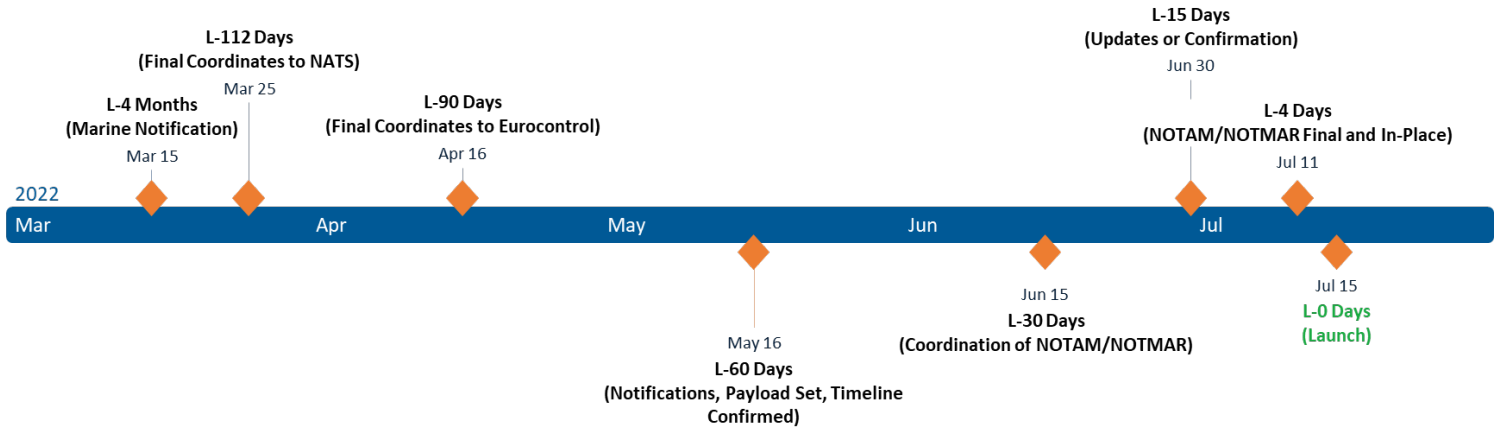 L-15 Days
(Updates or Confirmation)
Jun 30
L-112 Days
(Final Coordinates to NATS)
Mar 25
L-4 Months
(Marine Notification)
Mar 15
L-90 Days
(Final Coordinates to Eurocontrol)
Apr 16
L-4 Days
(NOTAM/NOTMAR Final and In-Place)
Jul 11
2022
Mar
Apr
May
Jun
Jul
May 16
L-60 Days
(Notifications, Payload Set, Timeline
Confirmed)
Jun 15
L-30 Days
(Coordination of NOTAM/NOTMAR)
Jul 15
L-0 Days
(Launch)